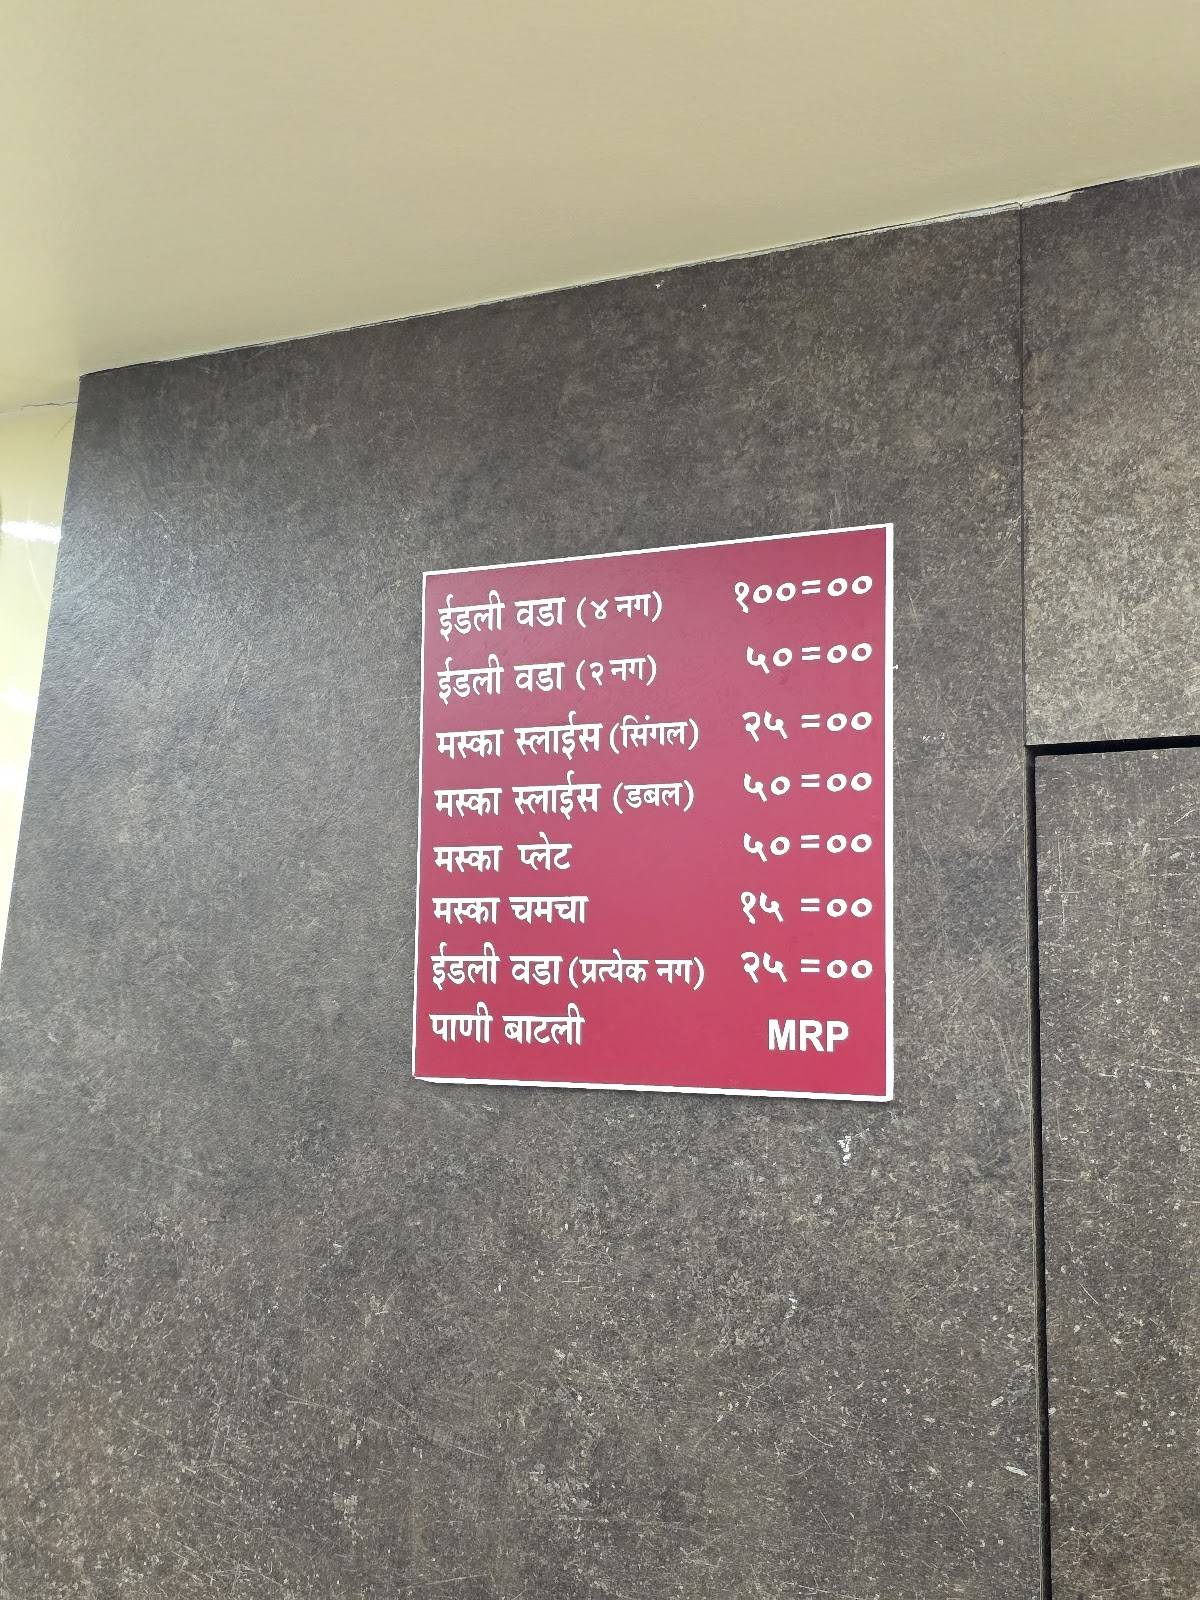 ईडली वडा (४ नग) १००=००
ईडली वडा (२ नग) ५०=००
मस्का स्लाईस (सिंगल) २५ =००
मस्का स्लाईस (डबल) ५०=००
मस्का प्लेट ५०=००
मस्का चमचा १५ =००
ईडली वडा (प्रत्येक नग) २५ =००
पाणी बाटली MRP